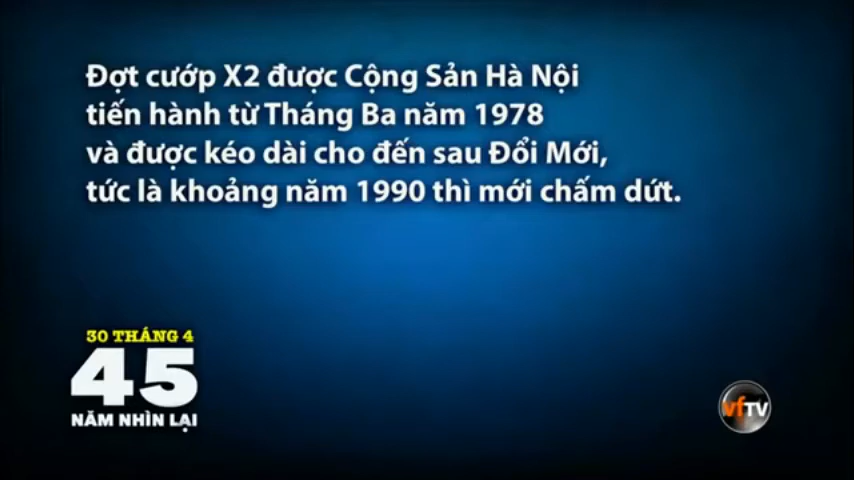 Đợt cướp X2 được Cộng Sản Hà Nội
tiến hành từ Tháng Ba năm 1978
và được kéo dài cho đến sau Đổi Mới,
tức là khoảng năm 1990 thì mới chấm dứt.
30 THÁNG 4
45
NĂM NHÌN LẠI
vfTV